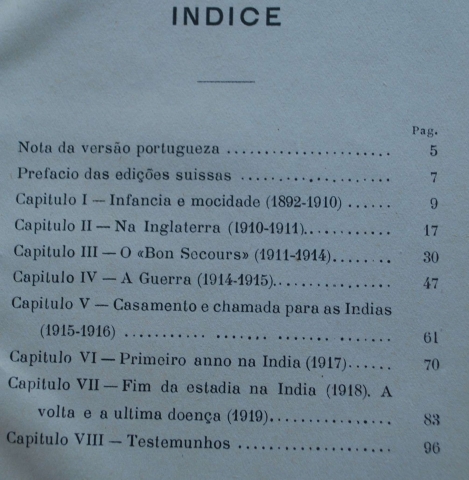 INDICE
Pag.
Nota da versão portugueza ...................... 5
Prefacio das edições suissas .................... 7
Capitulo I — Infancia e mocidade (1892-1910) ...... 9
Capitulo II — Na Inglaterra (1910-1911)............ 17
Capitulo III — O «Bon Secours» (1911-1914)........ 30
Capitulo IV — A Guerra (1914-1915)................ 47
Capitulo V — Casamento e chamada para as Indias
(1915-1916) .......... .... ....... ........ 61
Capitulo VI — Primeiro anno na India (1917)...... 70
Capitulo VII — Fim da estadia na India (1918). A
volta e a ultima doença (1919)................ 83
Capitulo VIII — Testemunhos .................... 96